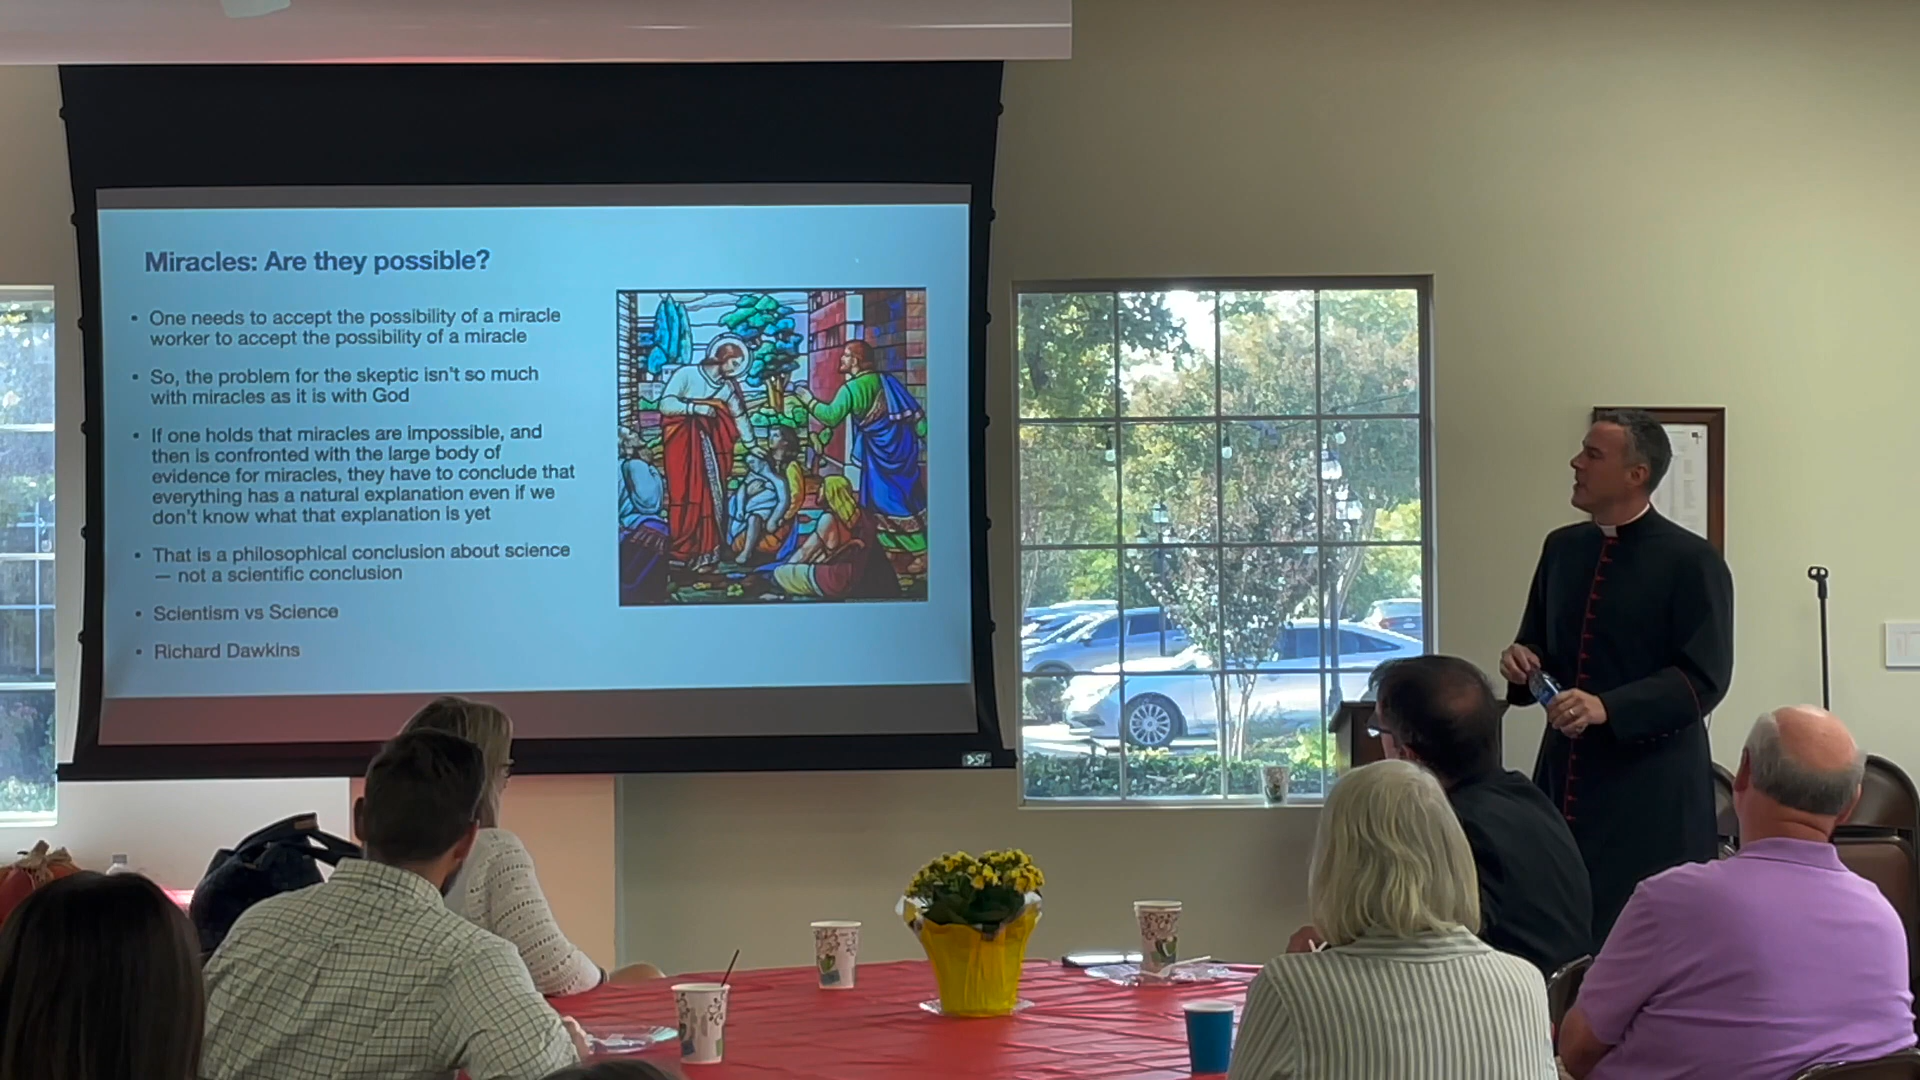 Miracles: Are they possible?
• One needs to accept the possibility of a miracle
worker to accept the possibility of a miracle
• So, the problem for the skeptic isn't so much
with miracles as it is with God
• If one holds that miracles are impossible, and
then is confronted with the large body of
evidence for miracles, they have to conclude that
everything has a natural explanation even if we
don't know what that explanation is yet
• That is a philosophical conclusion about science
— not a scientific conclusion
• Scientism vs Science
• Richard Dawkins